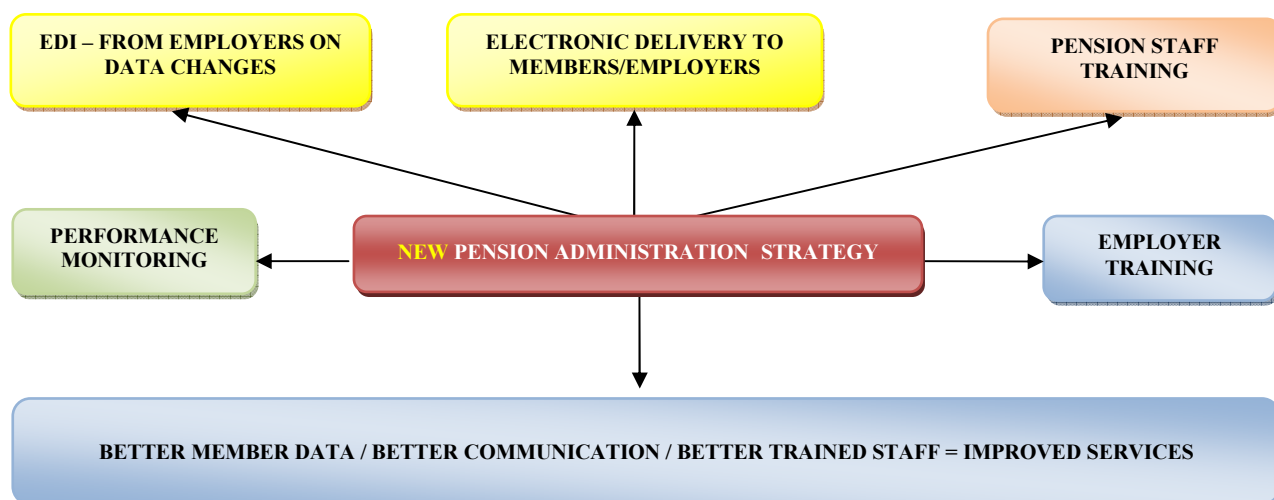 EDI – FROM EMPLOYERS ON
DATA CHANGES
ELECTRONIC DELIVERY TO
MEMBERS/EMPLOYERS
PENSION STAFF
TRAINING
PERFORMANCE
MONITORING
NEW PENSION ADMINISTRATION STRATEGY
EMPLOYER
TRAINING
BETTER MEMBER DATA / BETTER COMMUNICATION / BETTER TRAINED STAFF = IMPROVED SERVICES